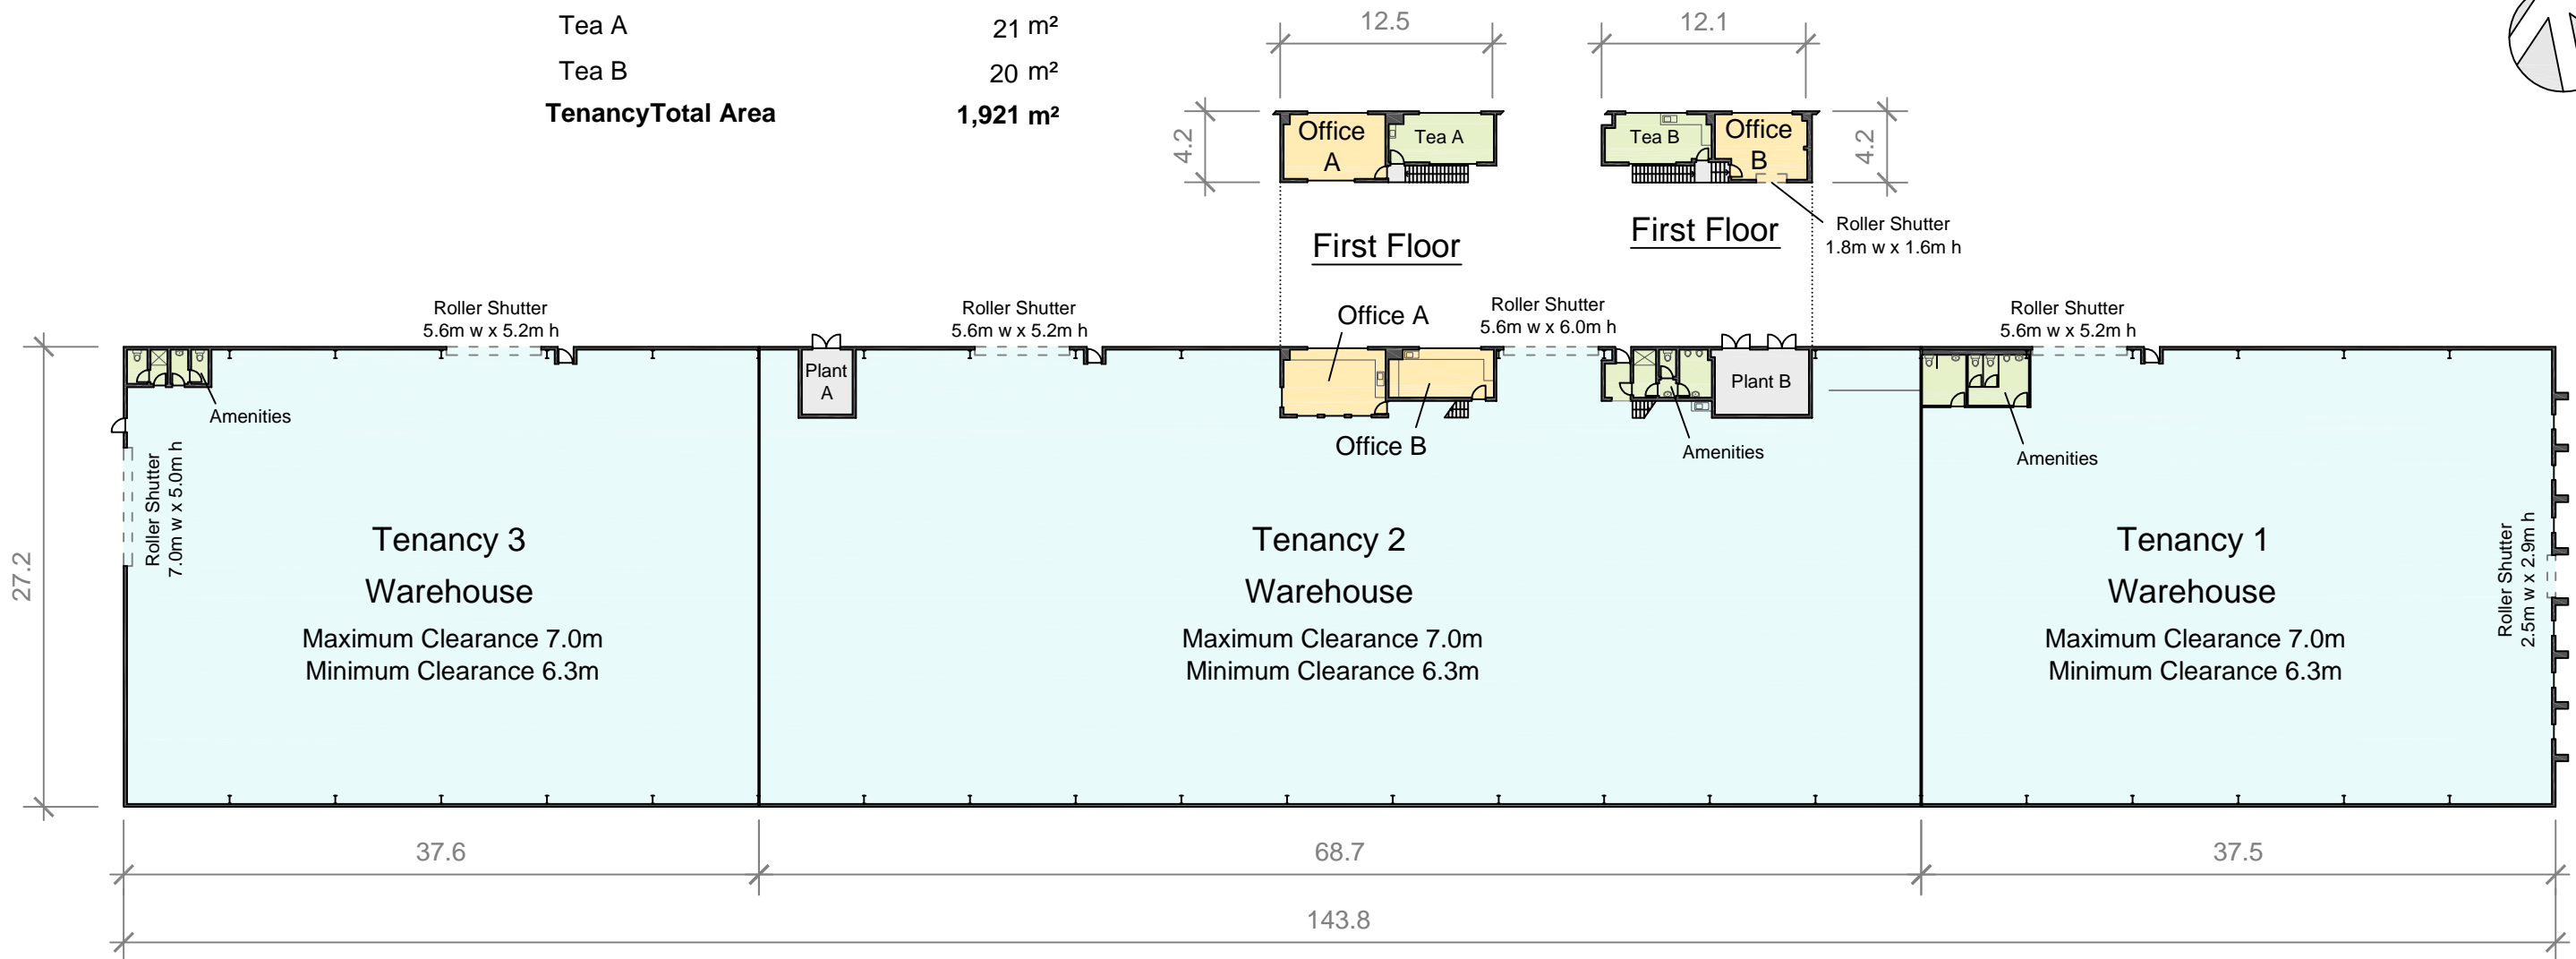 Tea A 21 m²
Tea B 20 m²
TenancyTotal Area 1,921 m²
12.5
12.1
4.2
Office
A
Tea A
Tea B
Office
B
4.2
First Floor
First Floor
Roller Shutter
1.8m w x 1.6m h
Roller Shutter
5.6m w x 5.2m h
Roller Shutter
5.6m w x 5.2m h
Office A
Roller Shutter
5.6m w x 6.0m h
Roller Shutter
5.6m w x 5.2m h
Plant
A
Plant B
Amenities
Office B
Amenities
Amenities
Roller Shutter
7.0m w x 5.0m h
27.2
Tenancy 3
Warehouse
Maximum Clearance 7.0m
Minimum Clearance 6.3m
Tenancy 2
Warehouse
Maximum Clearance 7.0m
Minimum Clearance 6.3m
Tenancy 1
Warehouse
Maximum Clearance 7.0m
Minimum Clearance 6.3m
Roller Shutter
2.5m w x 2.9m h
37.6
68.7
37.5
143.8